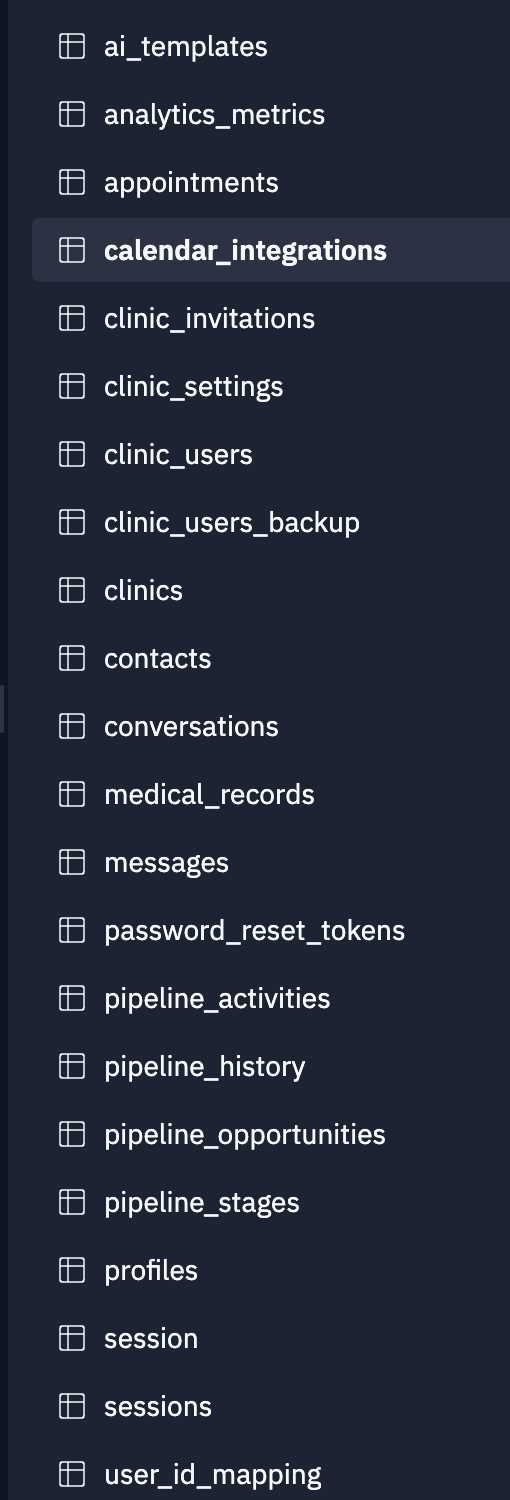 ai_templates
analytics_metrics
appointments
calendar_integrations
clinic_invitations
clinic_settings
clinic_users
clinic_users_backup
clinics
contacts
conversations
medical_records
messages
password_reset_tokens
pipeline_activities
pipeline_history
pipeline_opportunities
pipeline_stages
profiles
session
sessions
user_id_mapping